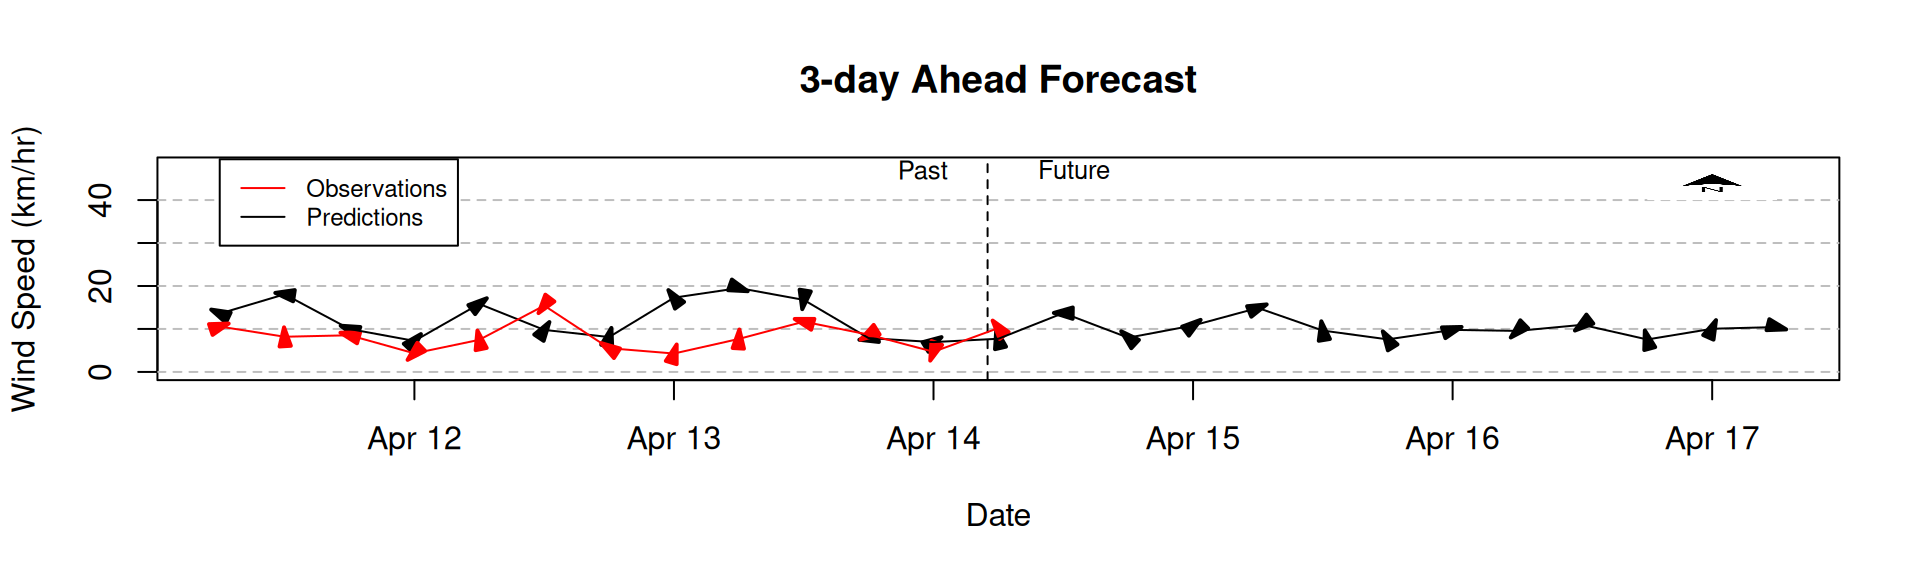 3-day Ahead Forecast
Wind Speed (km/hr)
Past
Future
Observations
Predictions
N
40
20
0
Apr 12
Apr 13
Apr 14
Apr 15
Apr 16
Apr 17
Date